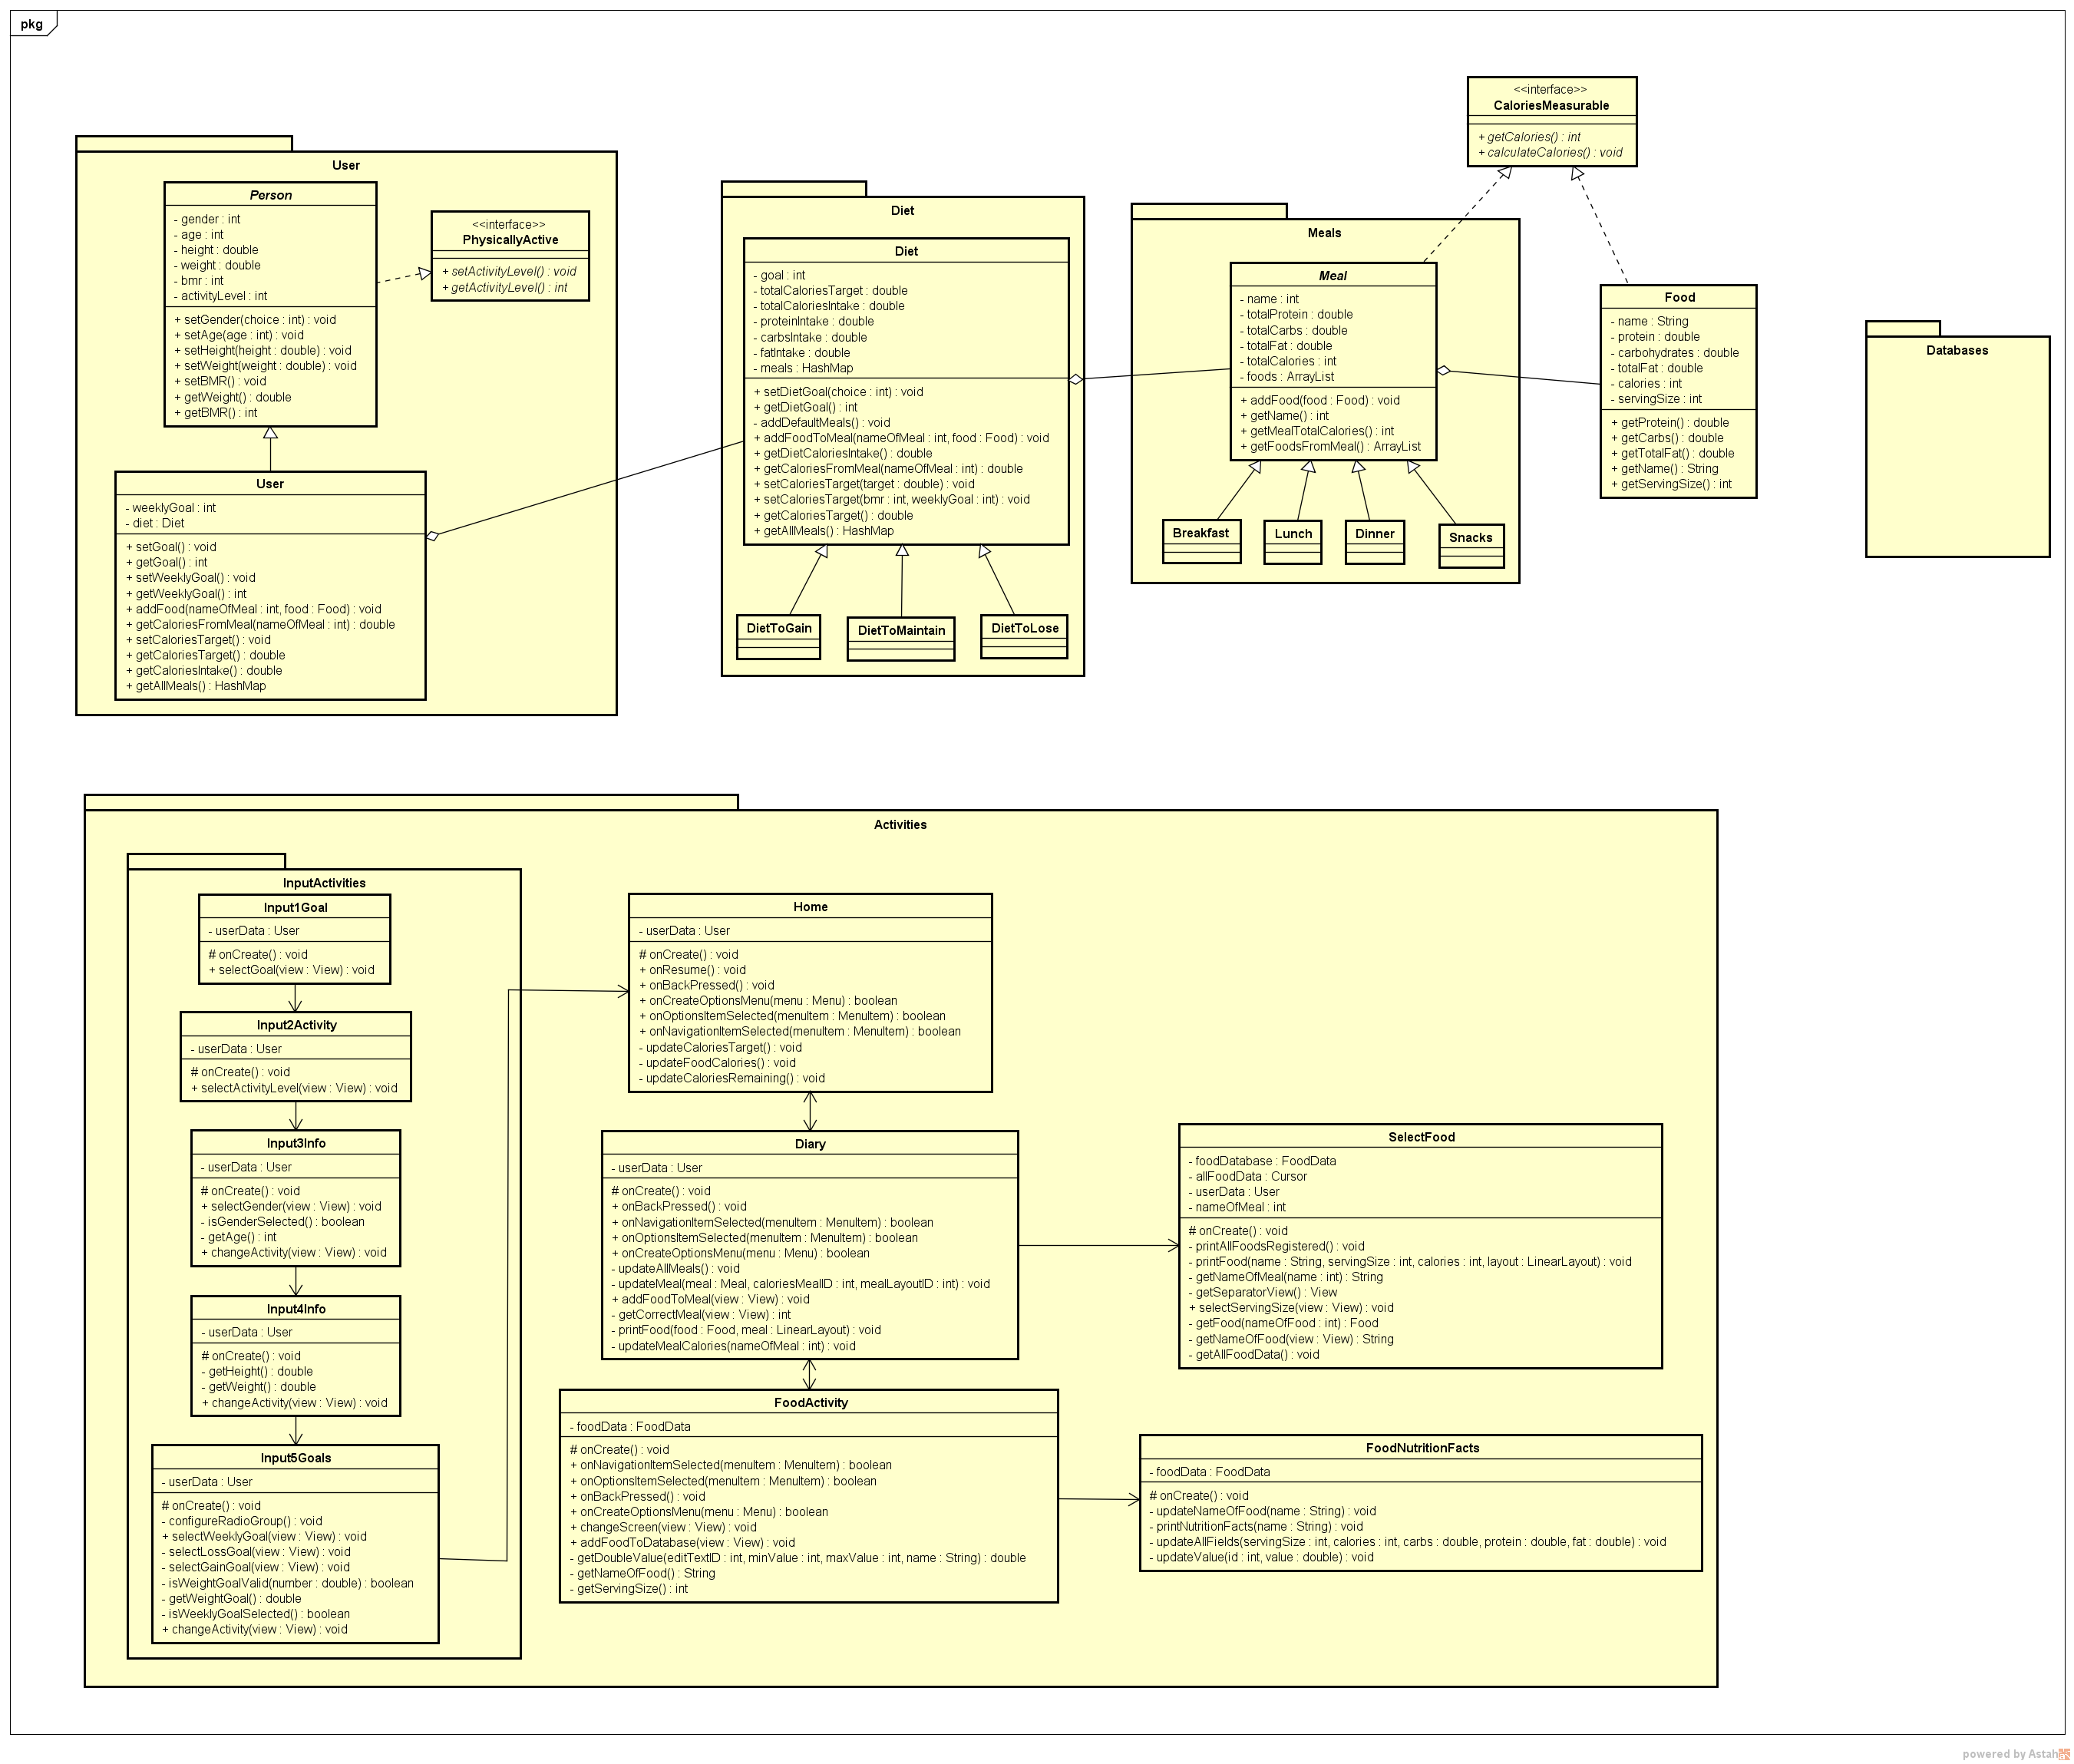 pkg
<<interface>>
CaloriesMeasurable
+ getCalories() : int
+ calculateCalories() : void
User
Person
- gender : int
- age : int
- height : double
- weight : double
- bmr : int
- activityLevel : int
+ setGender(choice : int) : void
+ setAge(age : int) : void
+ setHeight(height : double) : void
+ setWeight(weight : double) : void
+ setBMR() : void
+ getWeight() : double
+ getBMR() : int
<<interface>>
PhysicallyActive
+ setActivityLevel() : void
+ getActivityLevel() : int
User
- weeklyGoal : int
- diet : Diet
+ setGoal() : void
+ getGoal() : int
+ setWeeklyGoal() : void
+ getWeeklyGoal() : int
+ addFood(nameOfMeal : int, food : Food) : void
+ getCaloriesFromMeal(nameOfMeal : int) : double
+ setCaloriesTarget() : void
+ getCaloriesTarget() : double
+ getCaloriesIntake() : double
+ getAllMeals() : HashMap
Diet
Diet
- goal : int
- totalCaloriesTarget : double
- totalCaloriesIntake : double
- proteinIntake : double
- carbsIntake : double
- fatIntake : double
- meals : HashMap
+ setDietGoal(choice : int) : void
+ getDietGoal() : int
- addDefaultMeals() : void
+ addFoodToMeal(nameOfMeal : int, food : Food) : void
+ getDietCaloriesIntake() : double
+ getCaloriesFromMeal(nameOfMeal : int) : double
+ setCaloriesTarget(target : double) : void
+ setCaloriesTarget(bmr : int, weeklyGoal : int) : void
+ getCaloriesTarget() : double
+ getAllMeals() : HashMap
DietToGain
DietToMaintain
DietToLose
Meals
Meal
- name : int
- totalProtein : double
- totalCarbs : double
- totalFat : double
- totalCalories : int
- foods : ArrayList
+ addFood(food : Food) : void
+ getName() : int
+ getMealTotalCalories() : int
+ getFoodsFromMeal() : ArrayList
Breakfast
Lunch
Dinner
Snacks
Food
- name : String
- protein : double
- carbohydrates : double
- totalFat : double
- calories : int
- servingSize : int
+ getProtein() : double
+ getCarbs() : double
+ getTotalFat() : double
+ getName() : String
+ getServingSize() : int
Databases
Activities
InputActivities
Input1Goal
- userData : User
# onCreate() : void
+ selectGoal(view : View) : void
Input2Activity
- userData : User
# onCreate() : void
+ selectActivityLevel(view : View) : void
Input3Info
- userData : User
# onCreate() : void
+ selectGender(view : View) : void
- isGenderSelected() : boolean
- getAge() : int
+ changeActivity(view : View) : void
Input4Info
- userData : User
# onCreate() : void
- getHeight() : double
- getWeight() : double
+ changeActivity(view : View) : void
Input5Goals
- userData : User
# onCreate() : void
- configureRadioGroup() : void
+ selectWeeklyGoal(view : View) : void
- selectLossGoal(view : View) : void
- selectGainGoal(view : View) : void
- isWeightGoalValid(number : double) : boolean
- getWeightGoal() : double
- isWeeklyGoalSelected() : boolean
+ changeActivity(view : View) : void
Home
- userData : User
# onCreate() : void
+ onResume() : void
+ onBackPressed() : void
+ onCreateOptionsMenu(menu : Menu) : boolean
+ onOptionsItemSelected(menuItem : MenuItem) : boolean
+ onNavigationItemSelected(menuItem : MenuItem) : boolean
- updateCaloriesTarget() : void
- updateFoodCalories() : void
- updateCaloriesRemaining() : void
Diary
- userData : User
# onCreate() : void
+ onBackPressed() : void
+ onNavigationItemSelected(menuItem : MenuItem) : boolean
+ onOptionsItemSelected(menuItem : MenuItem) : boolean
+ onCreateOptionsMenu(menu : Menu) : boolean
- updateAllMeals() : void
- updateMeal(meal : Meal, caloriesMealID : int, mealLayoutID : int) : void
+ addFoodToMeal(view : View) : void
- getCorrectMeal(view : View) : int
- printFood(food : Food, meal : LinearLayout) : void
- updateMealCalories(nameOfMeal : int) : void
SelectFood
- foodDatabase : FoodData
- allFoodData : Cursor
- userData : User
- nameOfMeal : int
# onCreate() : void
- printAllFoodsRegistered() : void
- printFood(name : String, servingSize : int, calories : int, layout : LinearLayout) : void
- getNameOfMeal(name : int) : String
- getSeparatorView() : View
+ selectServingSize(view : View) : void
- getFood(nameOfFood : int) : Food
- getNameOfFood(view : View) : String
- getAllFoodData() : void
FoodActivity
- foodData : FoodData
# onCreate() : void
+ onNavigationItemSelected(menuItem : MenuItem) : boolean
+ onOptionsItemSelected(menuItem : MenuItem) : boolean
+ onBackPressed() : void
+ onCreateOptionsMenu(menu : Menu) : boolean
+ changeScreen(view : View) : void
+ addFoodToDatabase(view : View) : void
- getDoubleValue(editTextID : int, minValue : int, maxValue : int, name : String) : double
- getNameOfFood() : String
- getServingSize() : int
FoodNutritionFacts
- foodData : FoodData
# onCreate() : void
- updateNameOfFood(name : String) : void
- printNutritionFacts(name : String) : void
- updateAllFields(servingSize : int, calories : int, carbs : double, protein : double, fat : double) : void
- updateValue(id : int, value : double) : void
powered by Astah